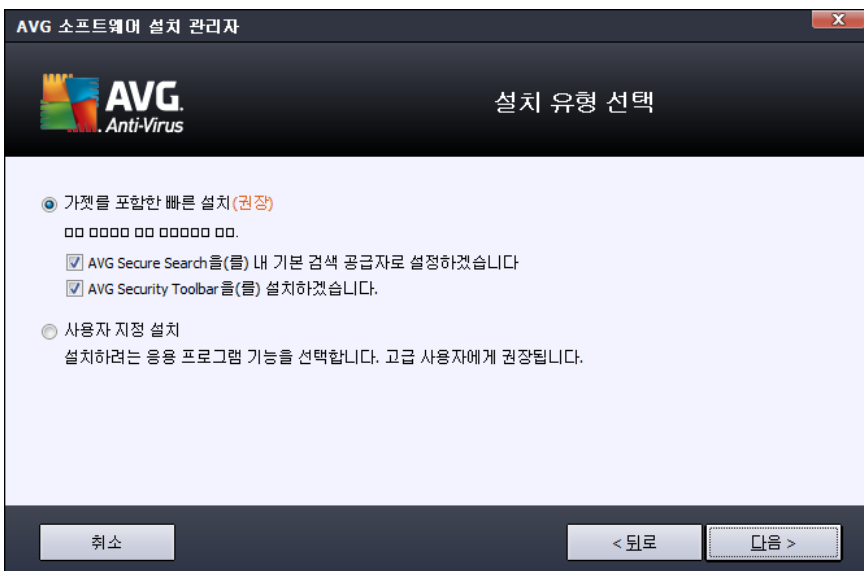 AVG 소프트웨어 설치 관리자
AVG.
Anti-Virus
설치 유형 선택
가젯를 포함한 빠른 설치(권장)
AVG Secure Search을(를) 내 기본 검색 공급자로 설정하겠습니다
AVG Security Toolbar을(를) 설치하겠습니다.
사용자 지정 설치
설치하려는 응용 프로그램 기능을 선택합니다. 고급 사용자에게 권장됩니다.
취소
< 뒤로
다음 >